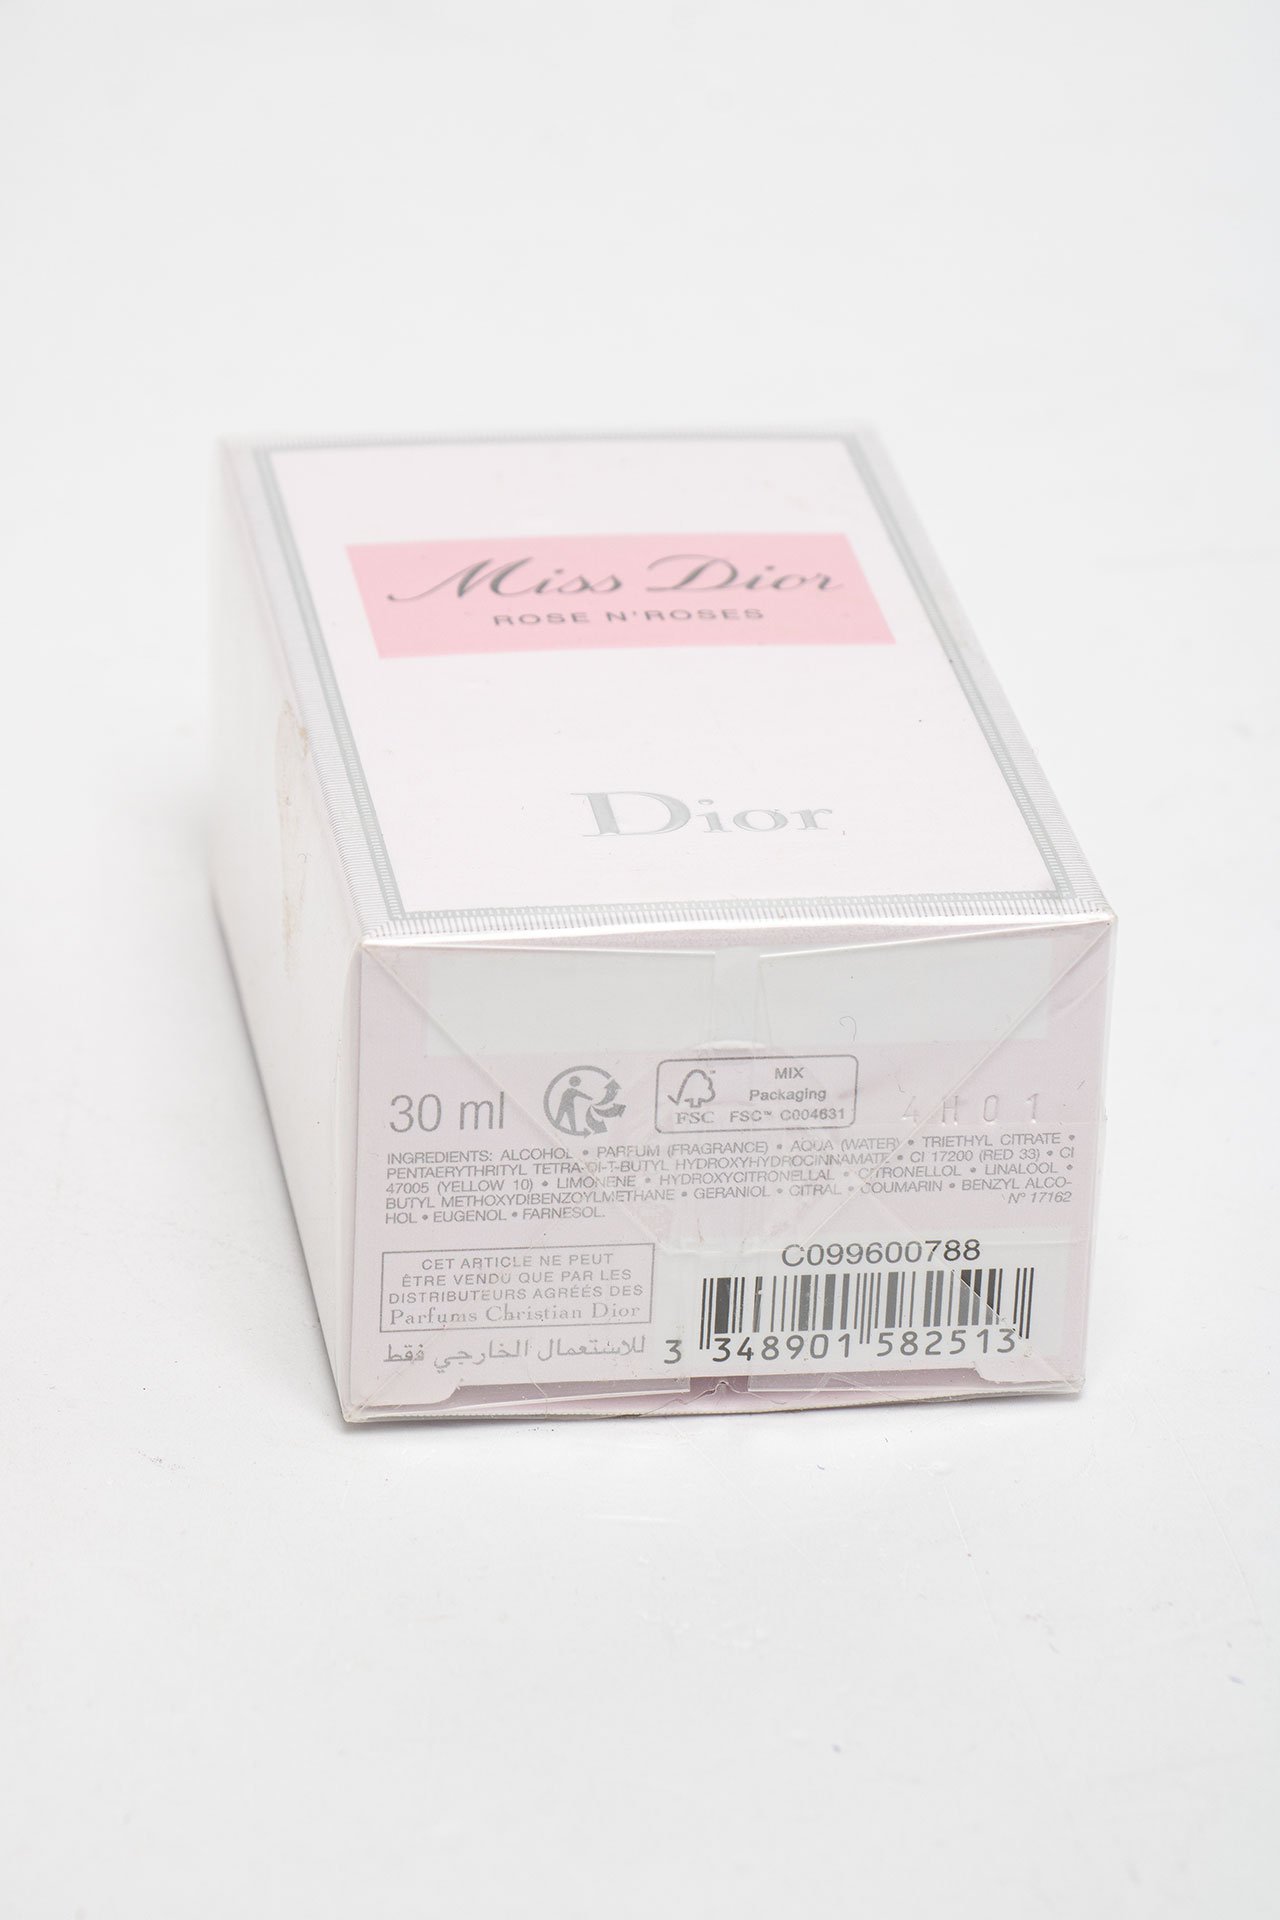 Miss Dior
ROSE N'ROSES
Dior
30 ml
FSC™
MIX
Packaging
FSC™ C004631
4H01
INGREDIENTS: ALCOHOL • PARFUM (FRAGRANCE) • AQUA (WATER) • TRIETHYL CITRATE •
PENTAERYTHRITYL TETRA-DI-T-BUTYL HYDROXYHYDROCINNAMATE • CI 17200 (RED 33) • CI
47005 (YELLOW 10) • LIMONENE • HYDROXYCITRONELLAL • CITRONELLOL • LINALOOL •
BUTYL METHOXYDIBENZOYLMETHANE • GERANIOL • CITRAL • COUMARIN • BENZYL ALCO-
HOL • EUGENOL • FARNESOL.
N° 17162
CET ARTICLE NE PEUT
ÊTRE VENDU QUE PAR LES
DISTRIBUTEURS AGRÉÉS DES
Parfums Christian Dior
للاستعمال الخارجي فقط
C099600788
3 348901 582513